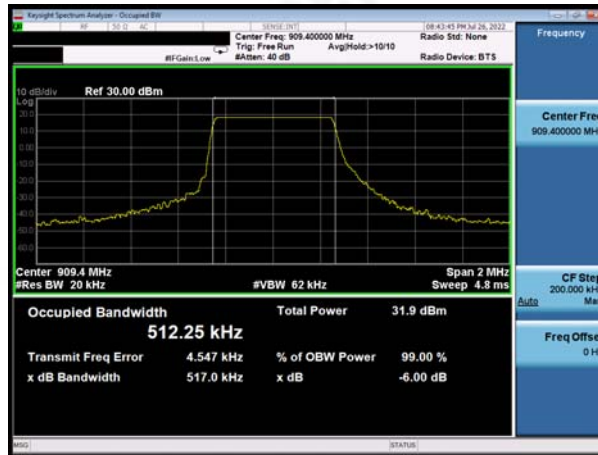 Keysight Spectrum Analyzer - Occupied BW
RF 50 Ω AC SENSE:INT 08:43:45 PM Jul 26, 2022
Center Freq: 909.400000 MHz Radio Std: None
Trig: Free Run Avg|Hold:>10/10
#IFGain:Low #Atten: 40 dB Radio Device: BTS
Frequency
10 dB/div Ref 30.00 dBm
Log
20.0
10.0
0.00
-10.0
-20.0
-30.0
-40.0
-50.0
-60.0
Center Fre
909.400000 MH
Center 909.4 MHz Span 2 MHz
#Res BW 20 kHz #VBW 62 kHz Sweep 4.8 ms
CF Step
200.000 kH
Auto Ma
Occupied Bandwidth Total Power 31.9 dBm
512.25 kHz
Transmit Freq Error 4.547 kHz % of OBW Power 99.00 %
x dB Bandwidth 517.0 kHz x dB -6.00 dB
Freq Offse
0 H
MSG STATUS